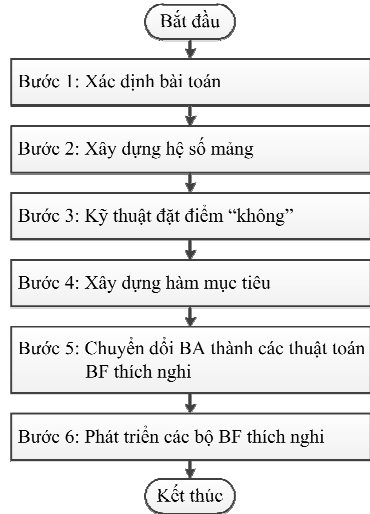 Bắt đầu
Bước 1: Xác định bài toán
Bước 2: Xây dựng hệ số mảng
Bước 3: Kỹ thuật đặt điểm “không”
Bước 4: Xây dựng hàm mục tiêu
Bước 5: Chuyển đổi BA thành các thuật toán
BF thích nghi
Bước 6: Phát triển các bộ BF thích nghi
Kết thúc